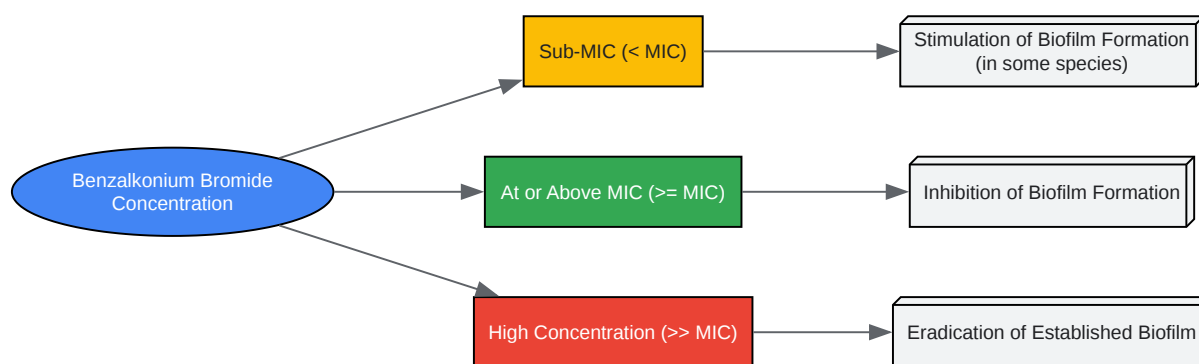 Sub-MIC (< MIC)
Stimulation of Biofilm Formation
(in some species)
Benzalkonium Bromide
Concentration
At or Above MIC (>= MIC)
Inhibition of Biofilm Formation
High Concentration (>> MIC)
Eradication of Established Biofilm